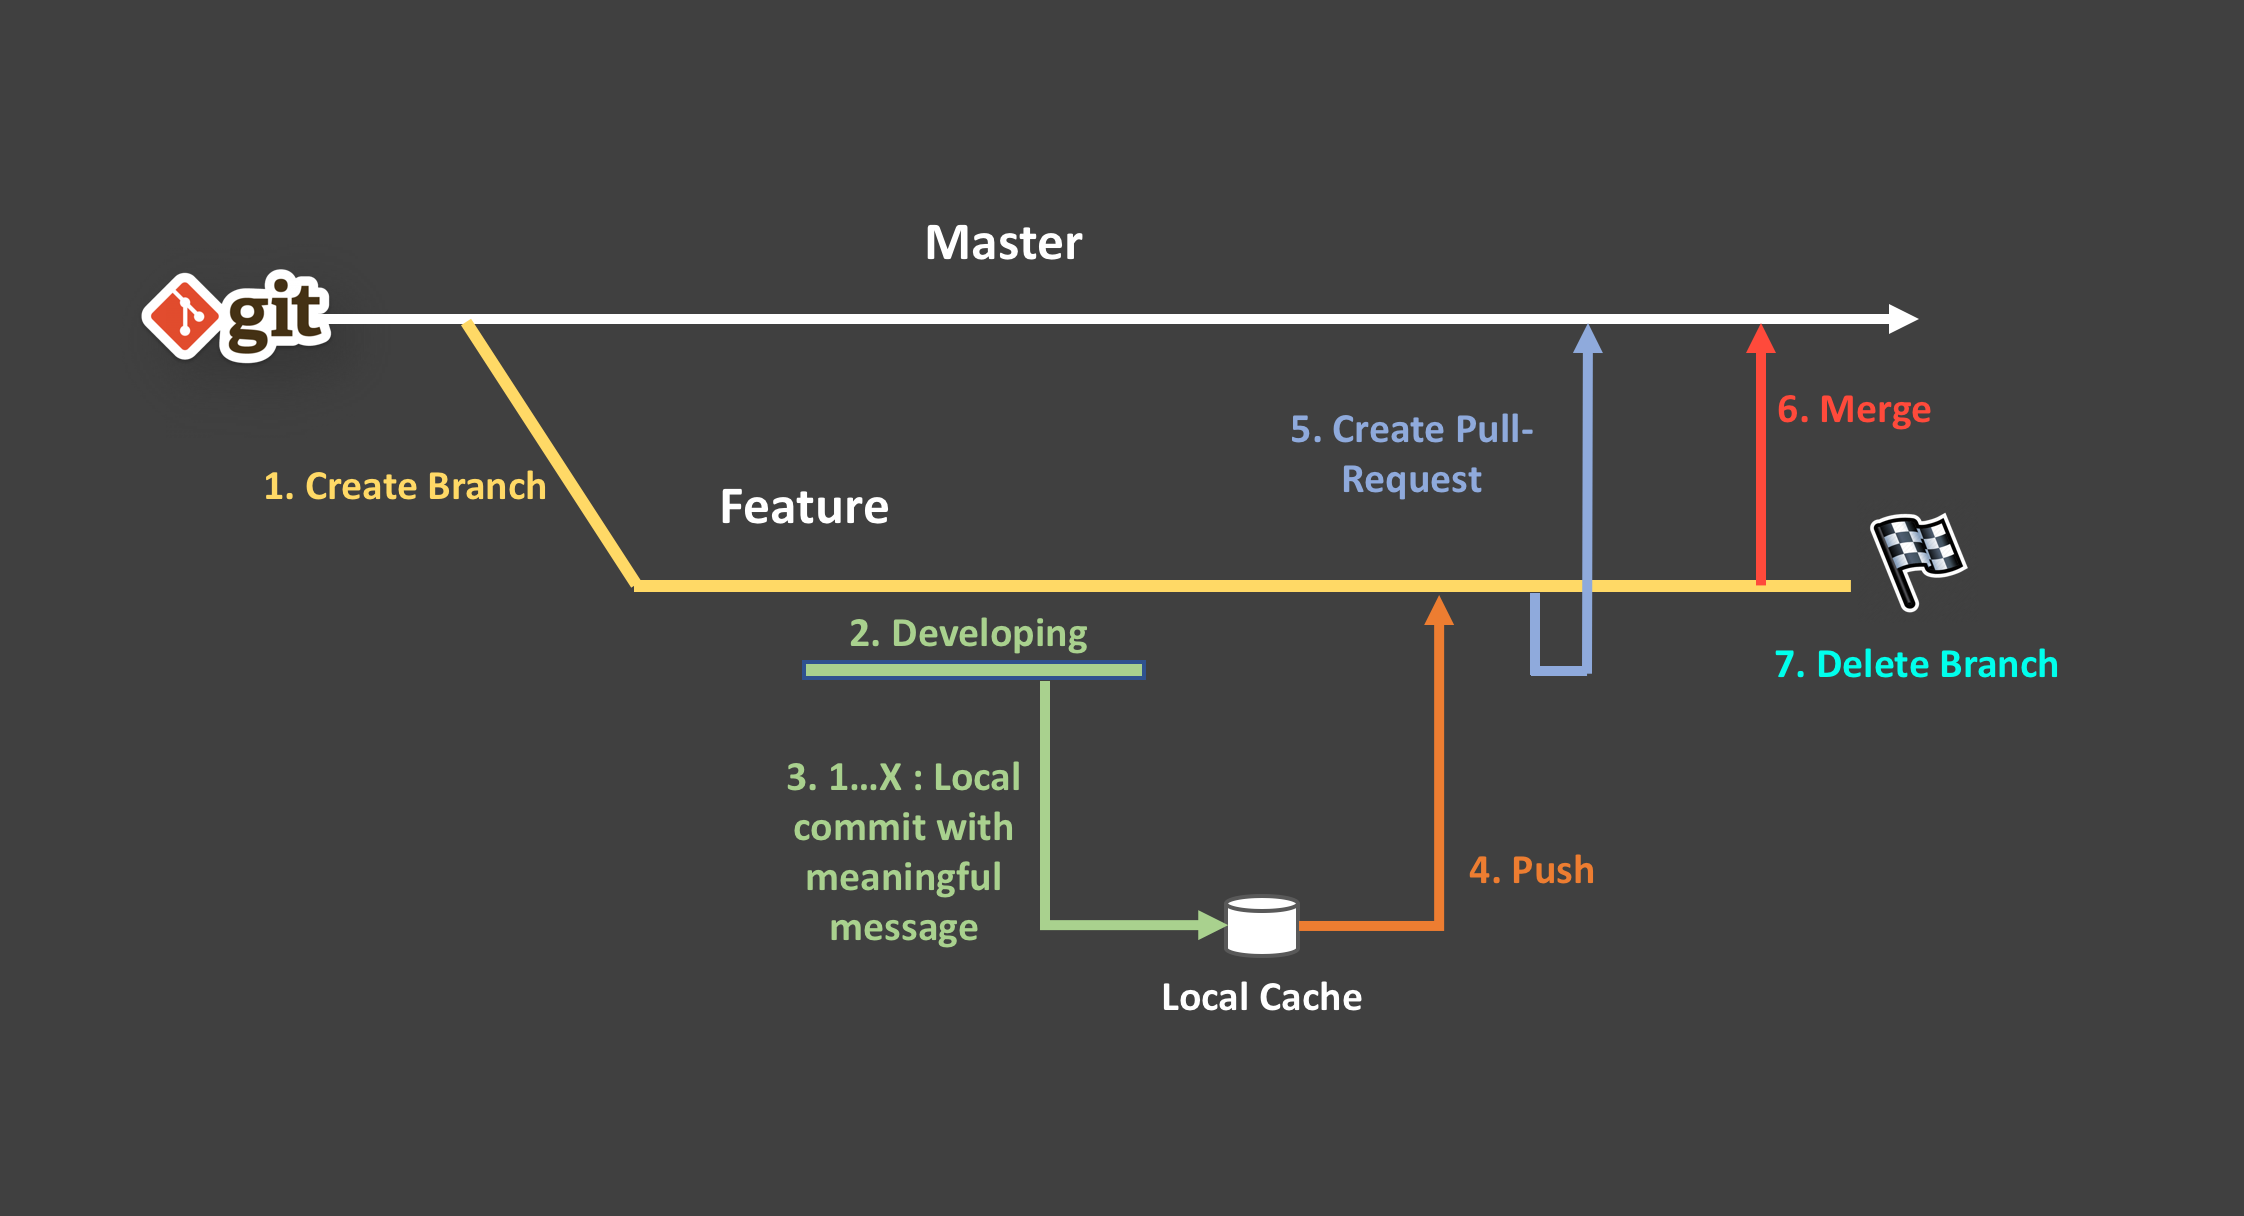 Master
git
1. Create Branch
Feature
5. Create Pull-
Request
6. Merge
2. Developing
7. Delete Branch
3. 1...X : Local
commit with
meaningful
message
4. Push
Local Cache